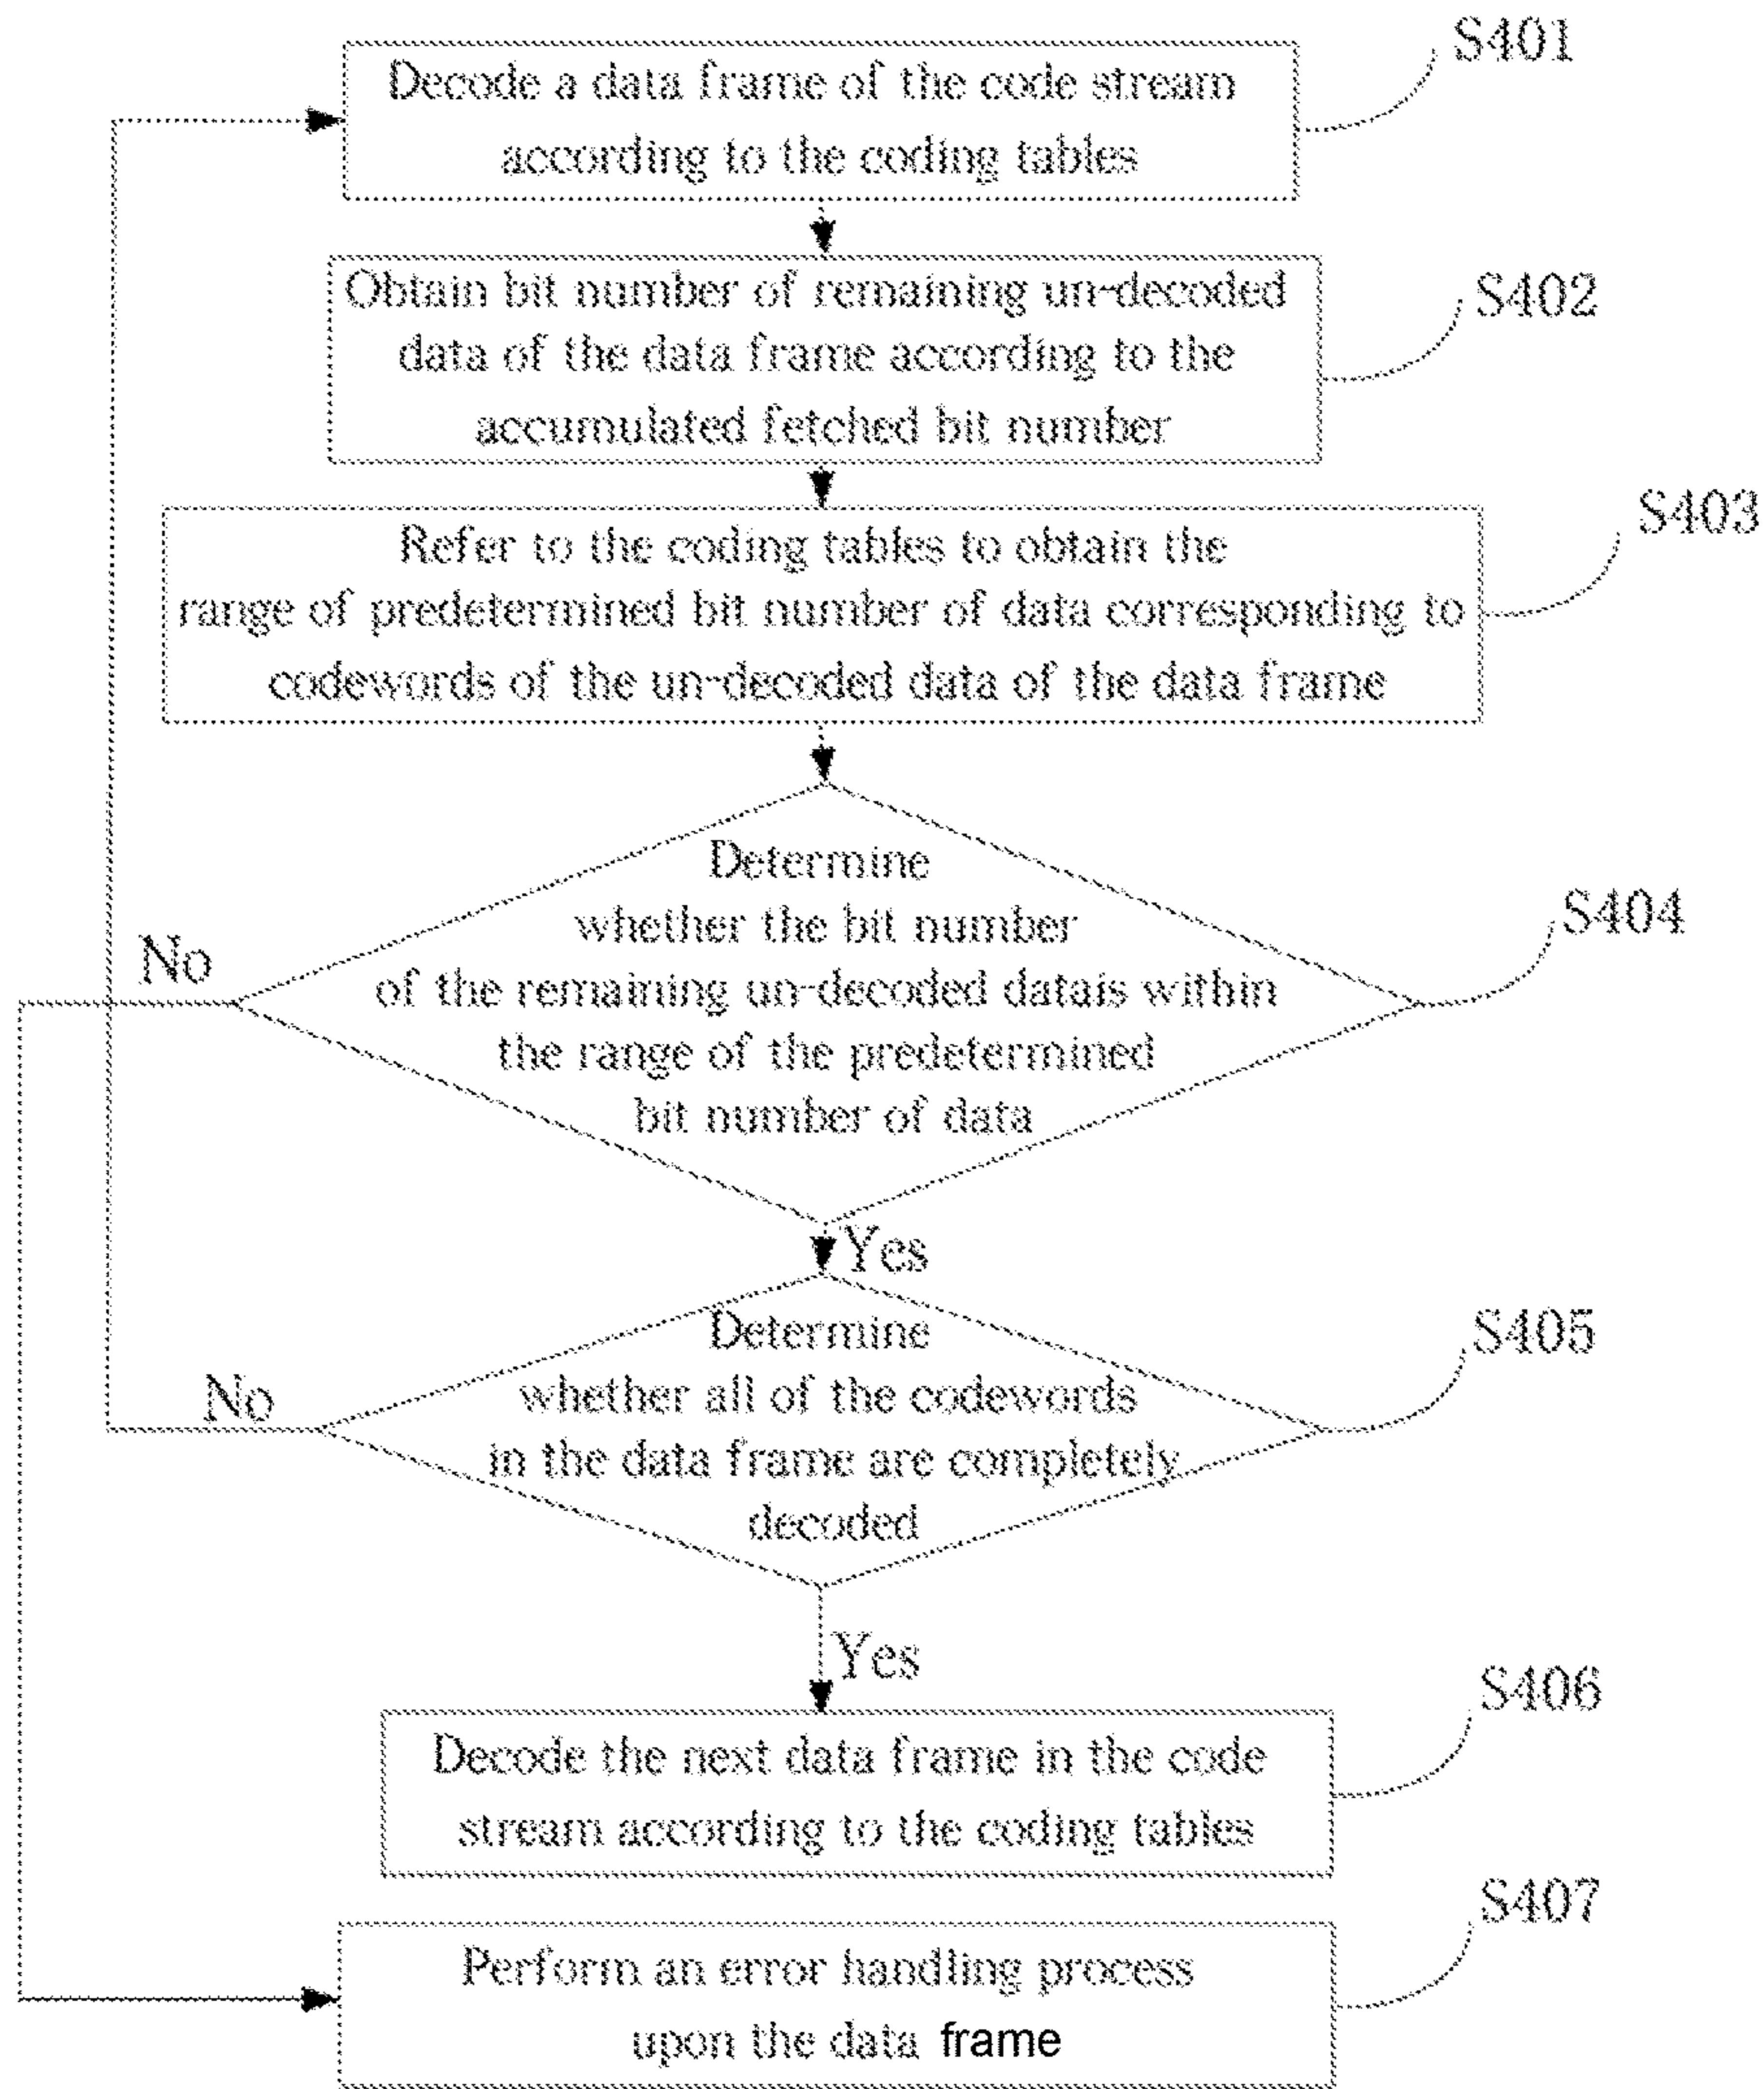 S401
Decode a data frame of the code stream
according to the coding tables
Obtain bit number of remaining un-decoded
S402
data of the data frame according to the
accumulated fetched bit number
S403
Refer to the coding tables to obtain the
range of predetermined bit number of data corresponding to
codewords of the un-decoded data of the data frame
Determine
whether the bit number
S404
No
of the remaining un-decoded datais within
the range of the predetermined
bit number of data
Yes
Determine
S405
whether all of the codewords
No
in the data frame are completely
decoded
Yes
S406
Decode the next data frame in the code
stream according to the coding tables
S407
Perform an error handling process
upon the data frame